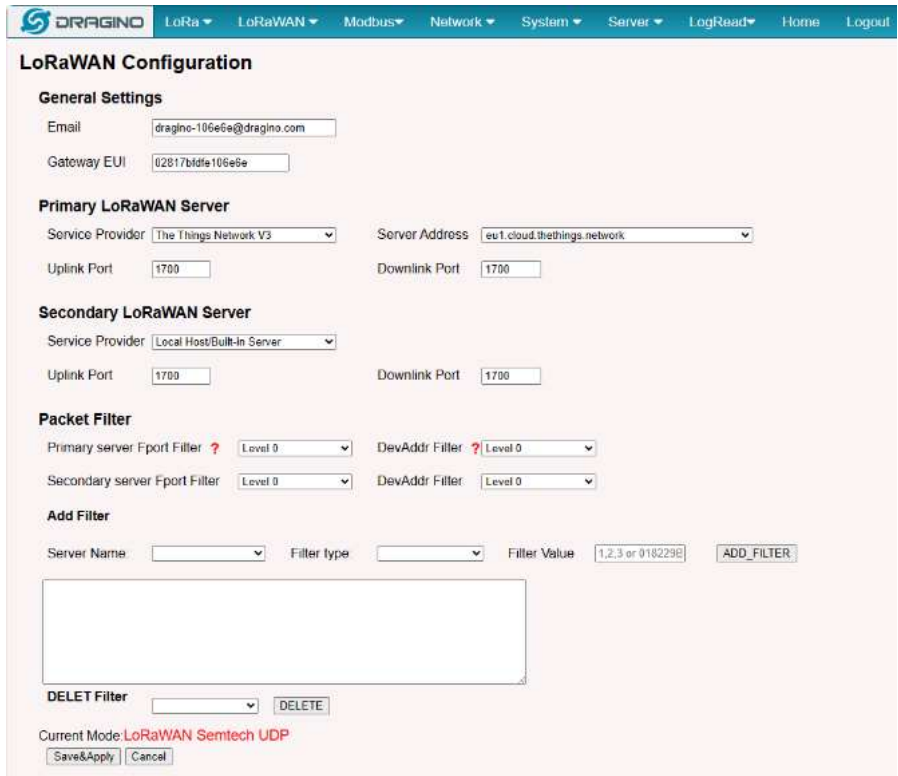 DRAGINO LoRa LoRaWAN Modbus Network System Server LogRead Home Logout
LoRaWAN Configuration
General Settings
Email dragino-106e6e@dragino.com
Gateway EUI
Primary LoRaWAN Server
Service Provider The Things Network V3 Server Address eu1.cloud.thethings.network
Uplink Port 1700 Downlink Port 1700
Secondary LoRaWAN Server
Service Provider Local Host/Built-in Server
Uplink Port 1700 Downlink Port 1700
Packet Filter
Primary server Fport Filter ? Level 0 DevAddr Filter ? Level 0
Secondary server Fport Filter Level 0 DevAddr Filter Level 0
Add Filter
Server Name Filter type Filter Value 1,2,3 or 018229B ADD_FILTER
DELET Filter DELETE
Current Mode:LoRaWAN Semtech UDP
Save&Apply Cancel